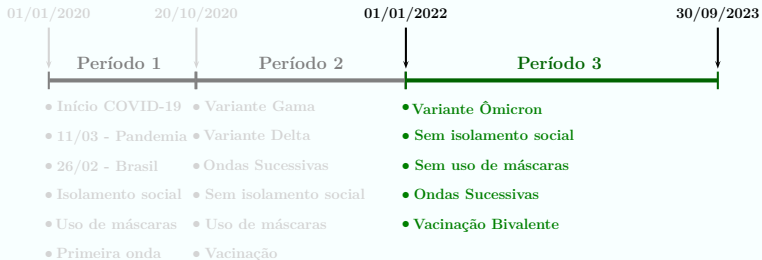 01/01/2020 20/10/2020 01/01/2022 30/09/2023
Período 1 Período 2 Período 3
• Início COVID-19 • Variante Gama • Variante Ômicron
• 11/03 - Pandemia • Variante Delta • Sem isolamento social
• 26/02 - Brasil • Ondas Sucessivas • Sem uso de máscaras
• Isolamento social • Sem isolamento social • Ondas Sucessivas
• Uso de máscaras • Uso de máscaras • Vacinação Bivalente
• Primeira onda • Vacinação